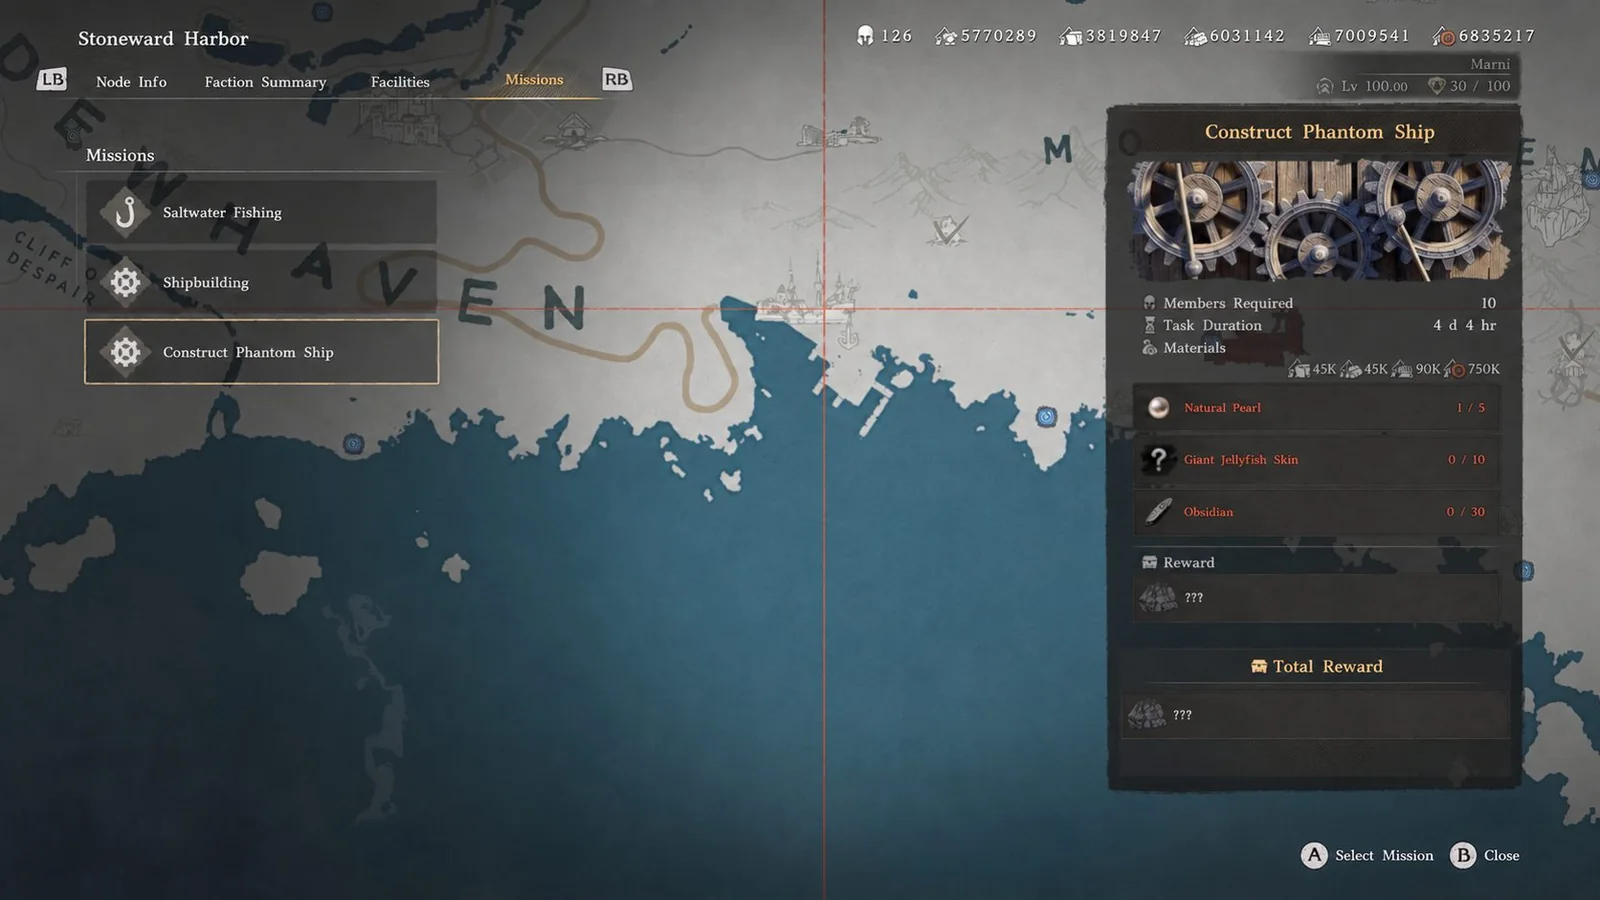 Stoneward Harbor
126 5770289 3819847 6031142 7009541 6835217
LB Node Info Faction Summary Facilities Missions RB
Marni
Lv 100.00 30 / 100
Missions
Saltwater Fishing
Shipbuilding
Construct Phantom Ship
DEWHAVEN
CLIFF O
DESPAIR
M O E N
Construct Phantom Ship
Members Required 10
Task Duration 4 d 4 hr
Materials
45K 45K 90K 750K
Natural Pearl 1 / 5
Giant Jellyfish Skin 0 / 10
Obsidian 0 / 30
Reward
???
Total Reward
???
A Select Mission B Close